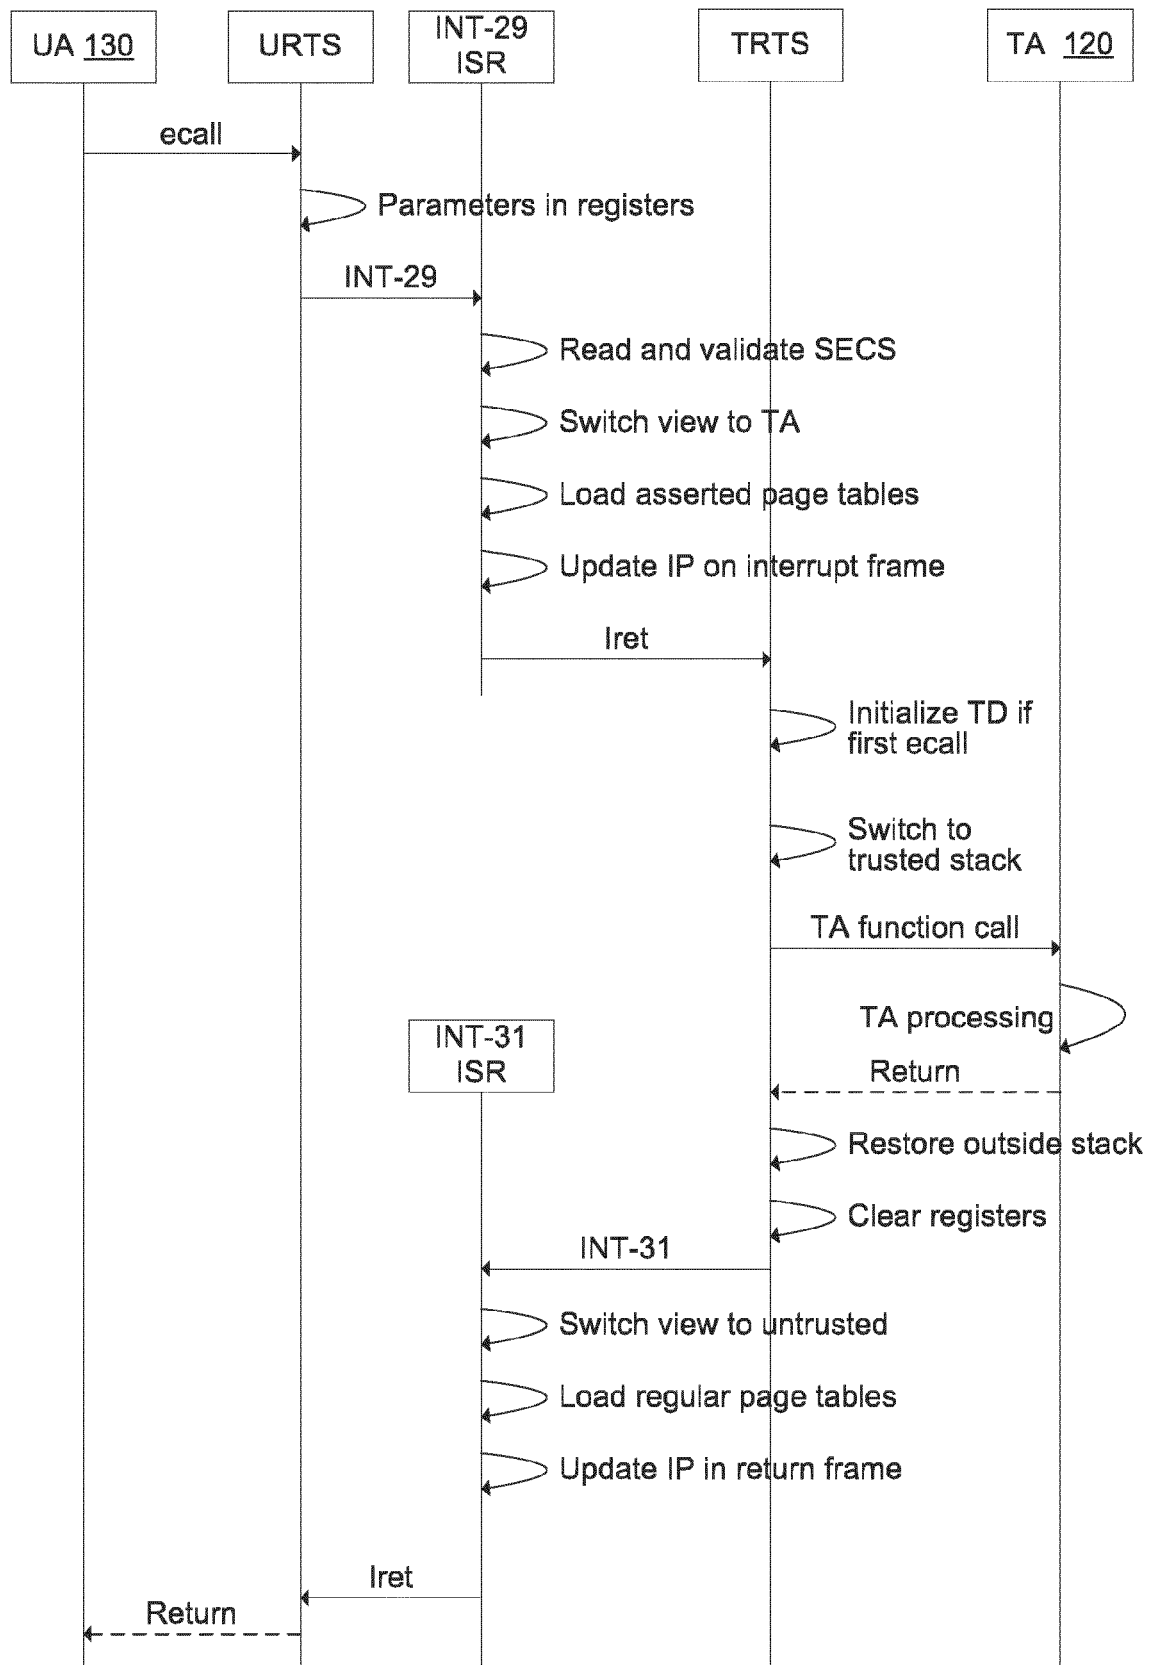 UA 130
URTS
INT-29
ISR
TRTS
TA 120
ecall
Parameters in registers
INT-29
Read and validate SECS
Switch view to TA
Load asserted page tables
Update IP on interrupt frame
Iret
Initialize TD if
first ecall
Switch to
trusted stack
TA function call
TA processing
INT-31
ISR
Return
Restore outside stack
Clear registers
INT-31
Switch view to untrusted
Load regular page tables
Update IP in return frame
Iret
Return